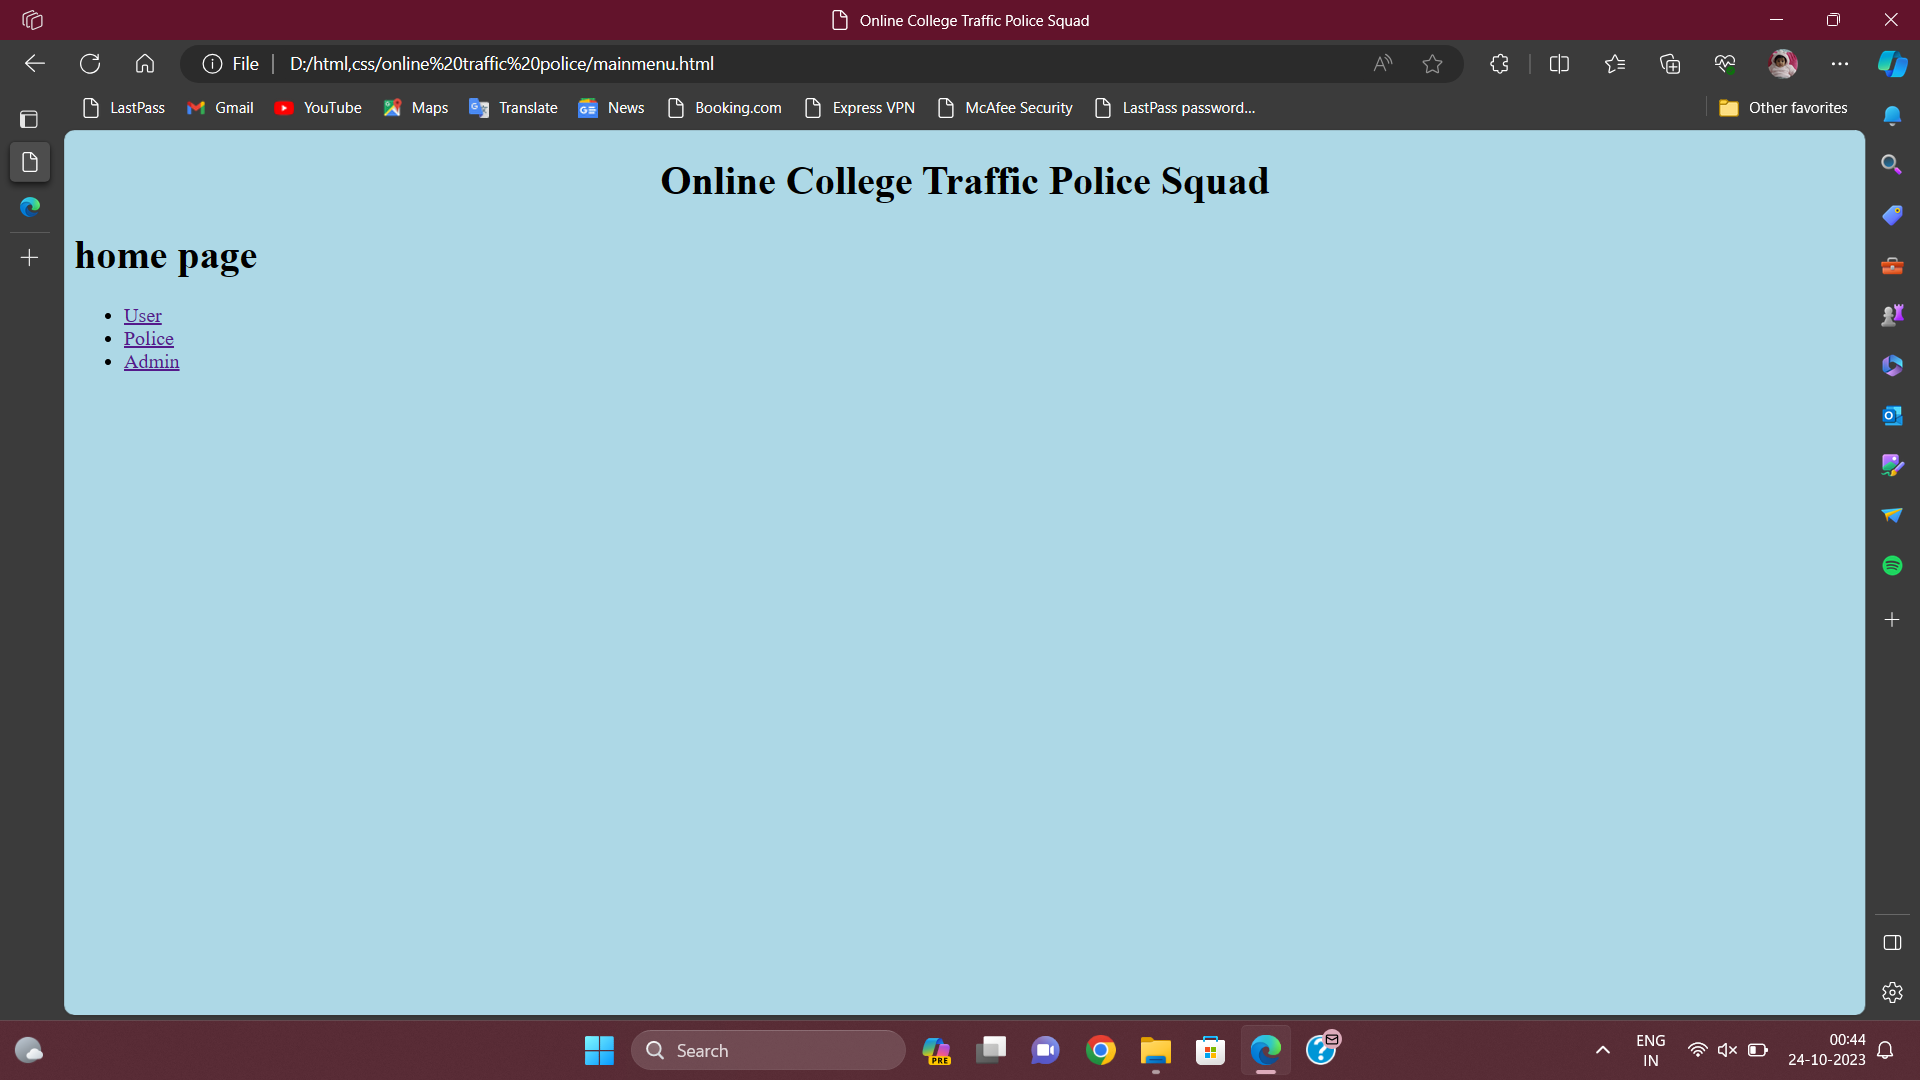 Online College Traffic Police Squad
File D:/html,css/online%20traffic%20police/mainmenu.html
LastPass Gmail YouTube Maps Translate News Booking.com Express VPN McAfee Security LastPass password... Other favorites
Online College Traffic Police Squad
home page
User
Police
Admin
Search
PRE
ENG
IN
00:44
24-10-2023